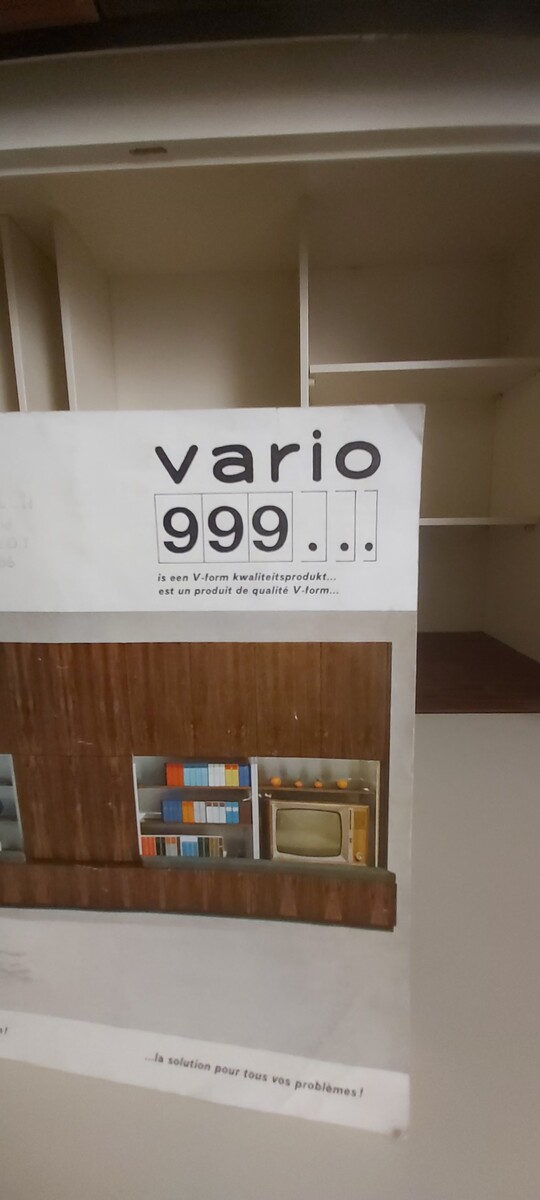 vario
999...
is een V-form kwaliteitsprodukt...
est un produit de qualité V-form...
...la solution pour tous vos problèmes!